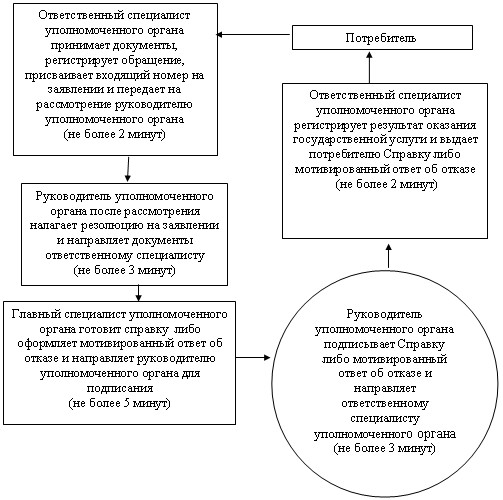 Ответственный специалист
уполномоченного органа
принимает документы,
регистрирует обращение,
присваивает входящий номер на
заявлении и передает на
рассмотрение руководителю
уполномоченного органа
(не более 2 минут)
Потребитель
Ответственный специалист
уполномоченного органа
регистрирует результат оказания
государственной услуги и выдает
потребителю Справку либо
мотивированный ответ об отказе
(не более 2 минут)
Руководитель уполномоченного
органа после рассмотрения
налагает резолюцию на заявлении
и направляет документы
ответственному специалисту
(не более 3 минут)
Главный специалист уполномоченного
органа готовит справку либо
оформляет мотивированный ответ об
отказе и направляет руководителю
уполномоченного органа для
подписания
(не более 5 минут)
Руководитель
уполномоченного органа
подписывает Справку
либо мотивированный
ответ об отказе и
направляет
ответственному
специалисту
уполномоченного органа
(не более 3 минут)